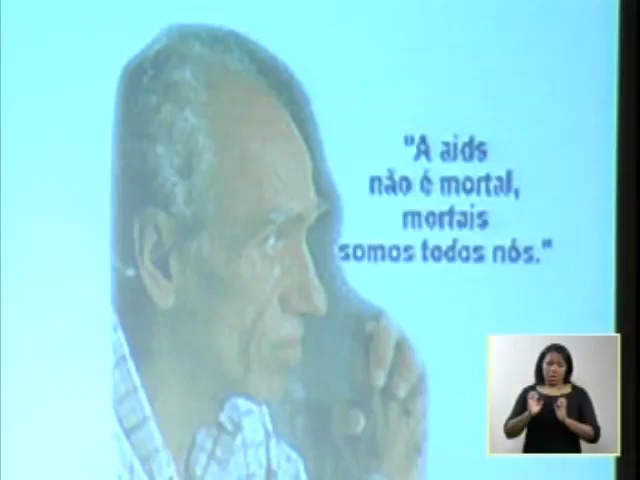 "A aids
não é mortal,
mortais
somos todos nós."